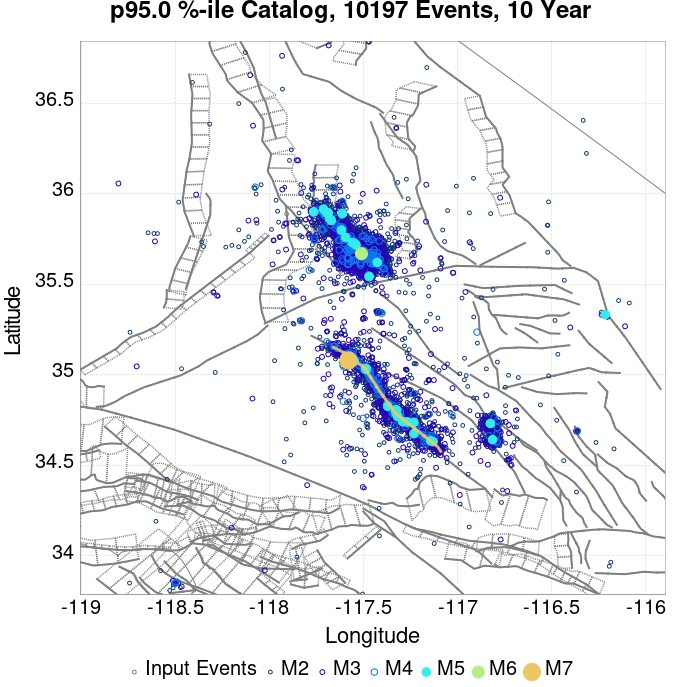 p95.0 %-ile Catalog, 10197 Events, 10 Year
36.5
36
35.5
35
34.5
34
Latitude
-119 -118.5 -118 -117.5 -117 -116.5 -116
Longitude
Input Events M2 M3 M4 M5 M6 M7